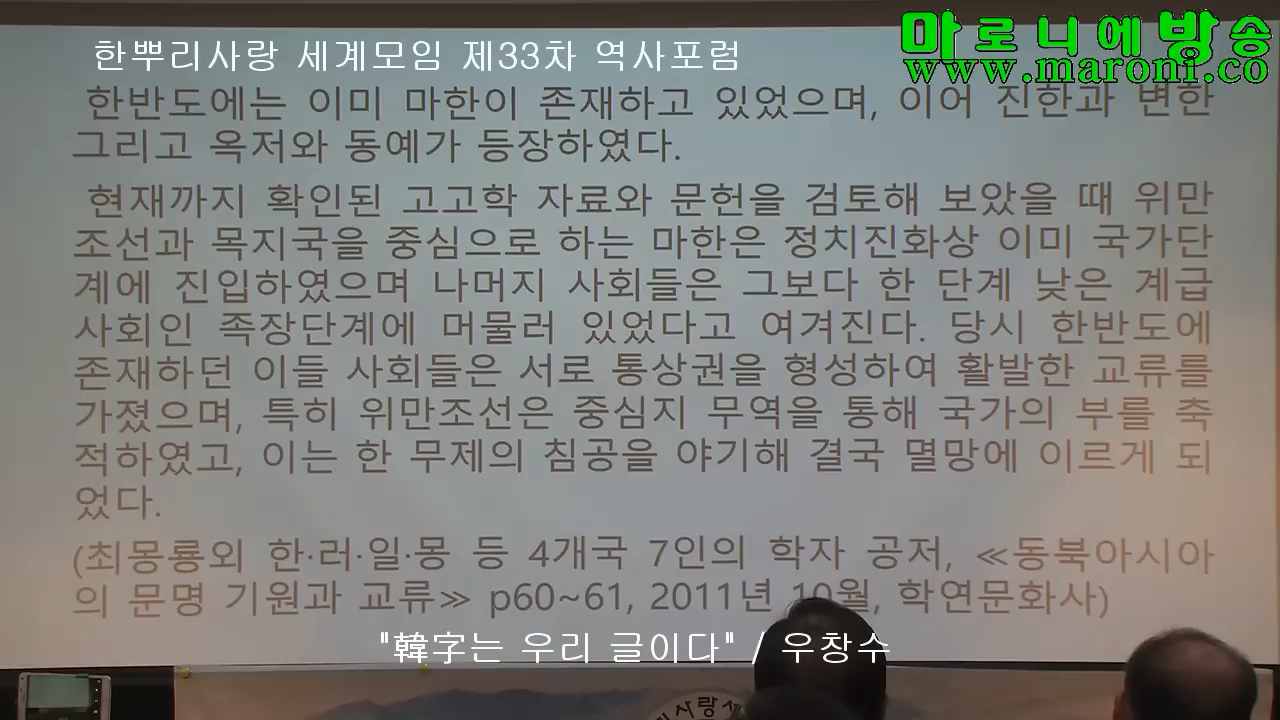 한뿌리사랑 세계모임 제33차 역사포럼
마로니에방송
www.maroni.co
한반도에는 이미 마한이 존재하고 있었으며, 이어 진한과 변한
그리고 옥저와 동예가 등장하였다.
현재까지 확인된 고고학 자료와 문헌을 검토해 보았을 때 위만
조선과 목지국을 중심으로 하는 마한은 정치진화상 이미 국가단
계에 진입하였으며 나머지 사회들은 그보다 한 단계 낮은 계급
사회인 족장단계에 머물러 있었다고 여겨진다. 당시 한반도에
존재하던 이들 사회들은 서로 통상권을 형성하여 활발한 교류를
가졌으며, 특히 위만조선은 중심지 무역을 통해 국가의 부를 축
적하였고, 이는 한 무제의 침공을 야기해 결국 멸망에 이르게 되
었다.
(최몽룡외 한·러·일·몽 등 4개국 7인의 학자 공저, ≪동북아시아
의 문명 기원과 교류≫ p60~61, 2011년 10월, 학연문화사)
"韓字는 우리 글이다" / 우창수
리사랑세